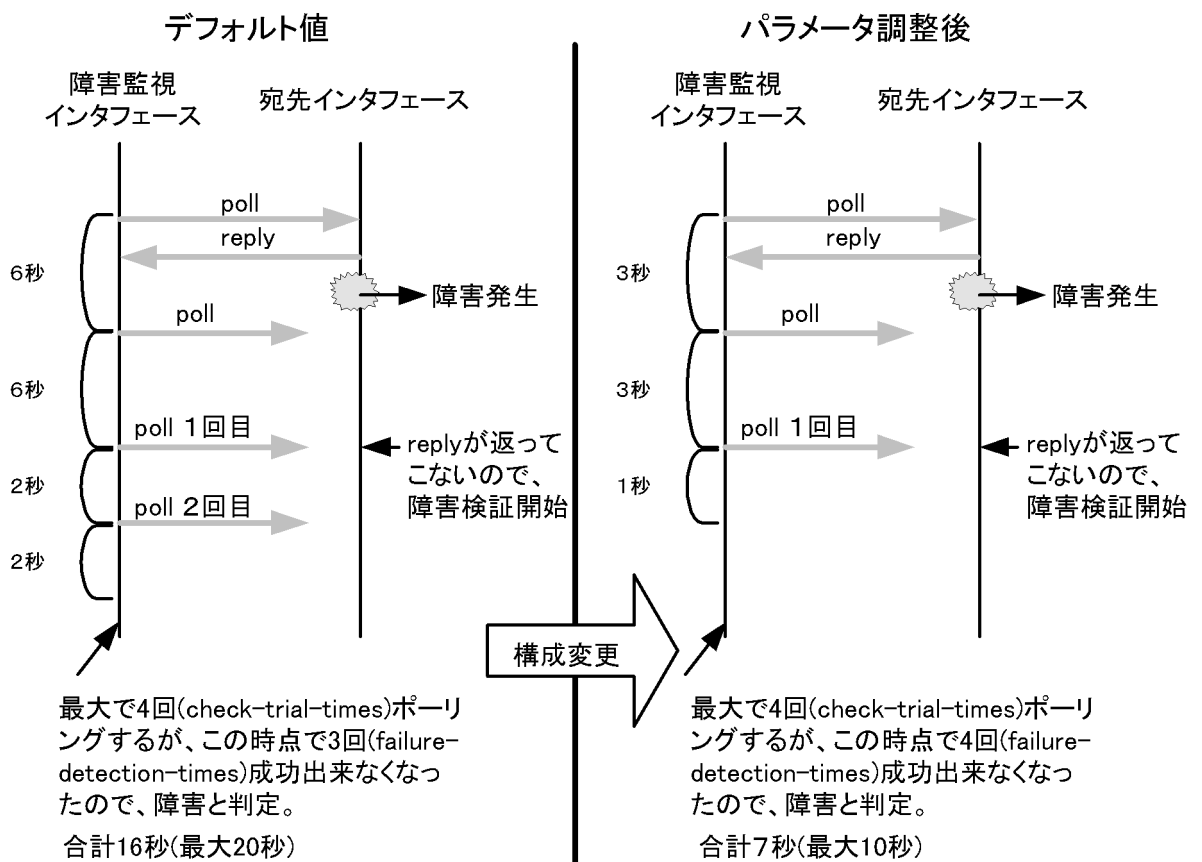 デフォルト値
障害監視
インタフェース
宛先インタフェース
poll
reply
6秒
障害発生
poll
6秒
poll 1回目
replyが返って
こないので、
障害検証開始
2秒
poll 2回目
2秒
最大で4回(check-trial-times)ポーリ
ングするが、この時点で3回(failure-
detection-times)成功出来なくなっ
たので、障害と判定。
合計16秒(最大20秒)
構成変更
パラメータ調整後
障害監視
インタフェース
宛先インタフェース
poll
reply
3秒
障害発生
poll
3秒
poll 1回目
replyが返って
こないので、
障害検証開始
1秒
最大で4回(check-trial-times)ポーリ
ングするが、この時点で4回(failure-
detection-times)成功出来なくなっ
たので、障害と判定。
合計7秒(最大10秒)